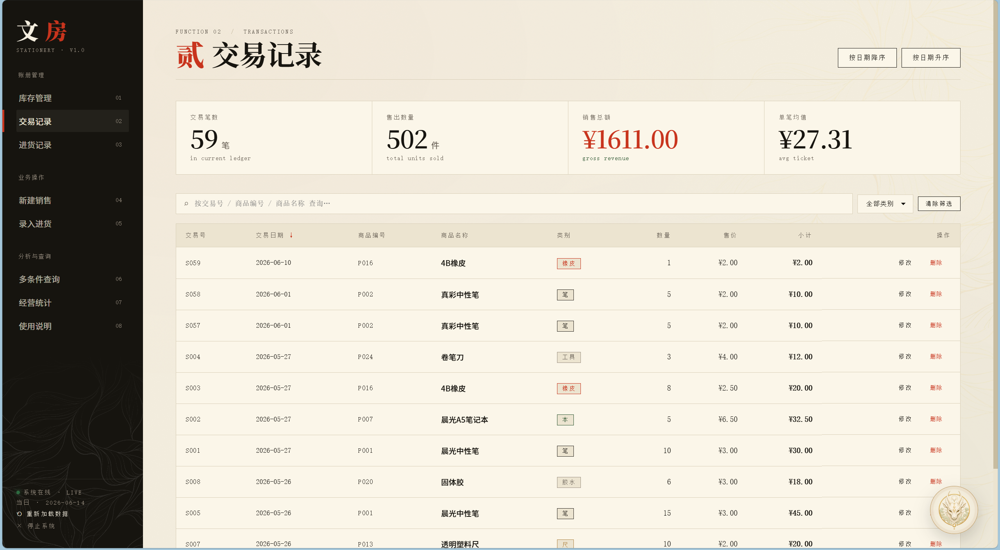 文 房
STATIONERY · V1.0
账册管理
库存管理 01
交易记录 02
进货记录 03
业务操作
新建销售 04
录入进货 05
分析与查询
多条件查询 06
经营统计 07
使用说明 08
系统在线 · LIVE
当日 · 2026-06-14
重新加载数据
× 停止系统
FUNCTION 02 / TRANSACTIONS
贰 交易记录
按日期降序 按日期升序
交易笔数
59 笔
in current ledger
售出数量
502 件
total units sold
销售总额
¥1611.00
gross revenue
单笔均值
¥27.31
avg ticket
按交易号 / 商品编号 / 商品名称 查询… 全部类别 清除筛选
交易号 交易日期 ↓ 商品编号 商品名称 类别 数量 售价 小计 操作
S059 2026-06-10 P016 4B橡皮 橡皮 1 ¥2.00 ¥2.00 修改 删除
S058 2026-06-01 P002 真彩中性笔 笔 5 ¥2.00 ¥10.00 修改 删除
S057 2026-06-01 P002 真彩中性笔 笔 5 ¥2.00 ¥10.00 修改 删除
S004 2026-05-27 P024 卷笔刀 工具 3 ¥4.00 ¥12.00 修改 删除
S003 2026-05-27 P016 4B橡皮 橡皮 8 ¥2.50 ¥20.00 修改 删除
S002 2026-05-27 P007 晨光A5笔记本 本 5 ¥6.50 ¥32.50 修改 删除
S001 2026-05-27 P001 晨光中性笔 笔 10 ¥3.00 ¥30.00 修改 删除
S008 2026-05-26 P020 固体胶 胶水 6 ¥3.00 ¥18.00 修改 删除
S005 2026-05-26 P001 晨光中性笔 笔 15 ¥3.00 ¥45.00 修改
S007 2026-05-26 P013 透明塑料尺 尺 10 ¥2.00 ¥20.00 修改 删除